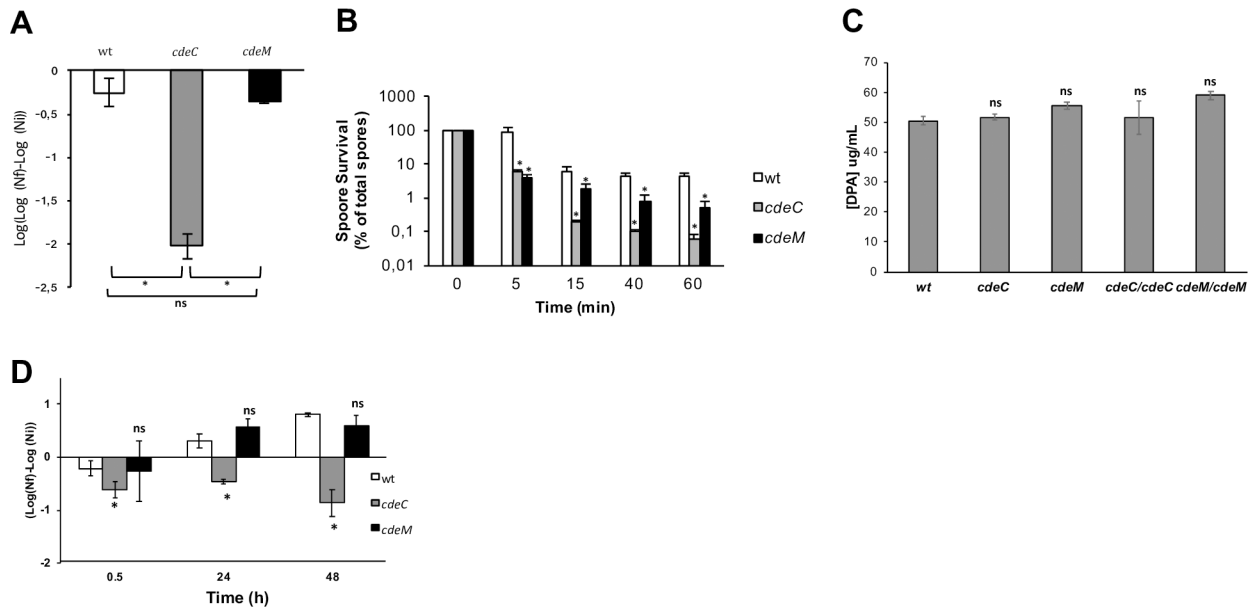 A
wt cdeC cdeM
0
-0,5
-1
-1,5
-2
-2,5
Log(Log (Nf)-Log (Ni)
* *
ns
B
1000
100
10
1
0,1
0,01
Spoore Survival
(% of total spores)
* *
* *
* *
* *
0 5 15 40 60
Time (min)
wt
cdeC
cdeM
C
70
60
50
40
30
20
10
0
[DPA] ug/mL
ns ns ns ns
wt cdeC cdeM cdeC/cdeC cdeM/cdeM
D
1
0
-1
-2
(Log(Nf)-Log (Ni)
ns ns ns
* * *
0.5 24 48
Time (h)
wt
cdeC
cdeM